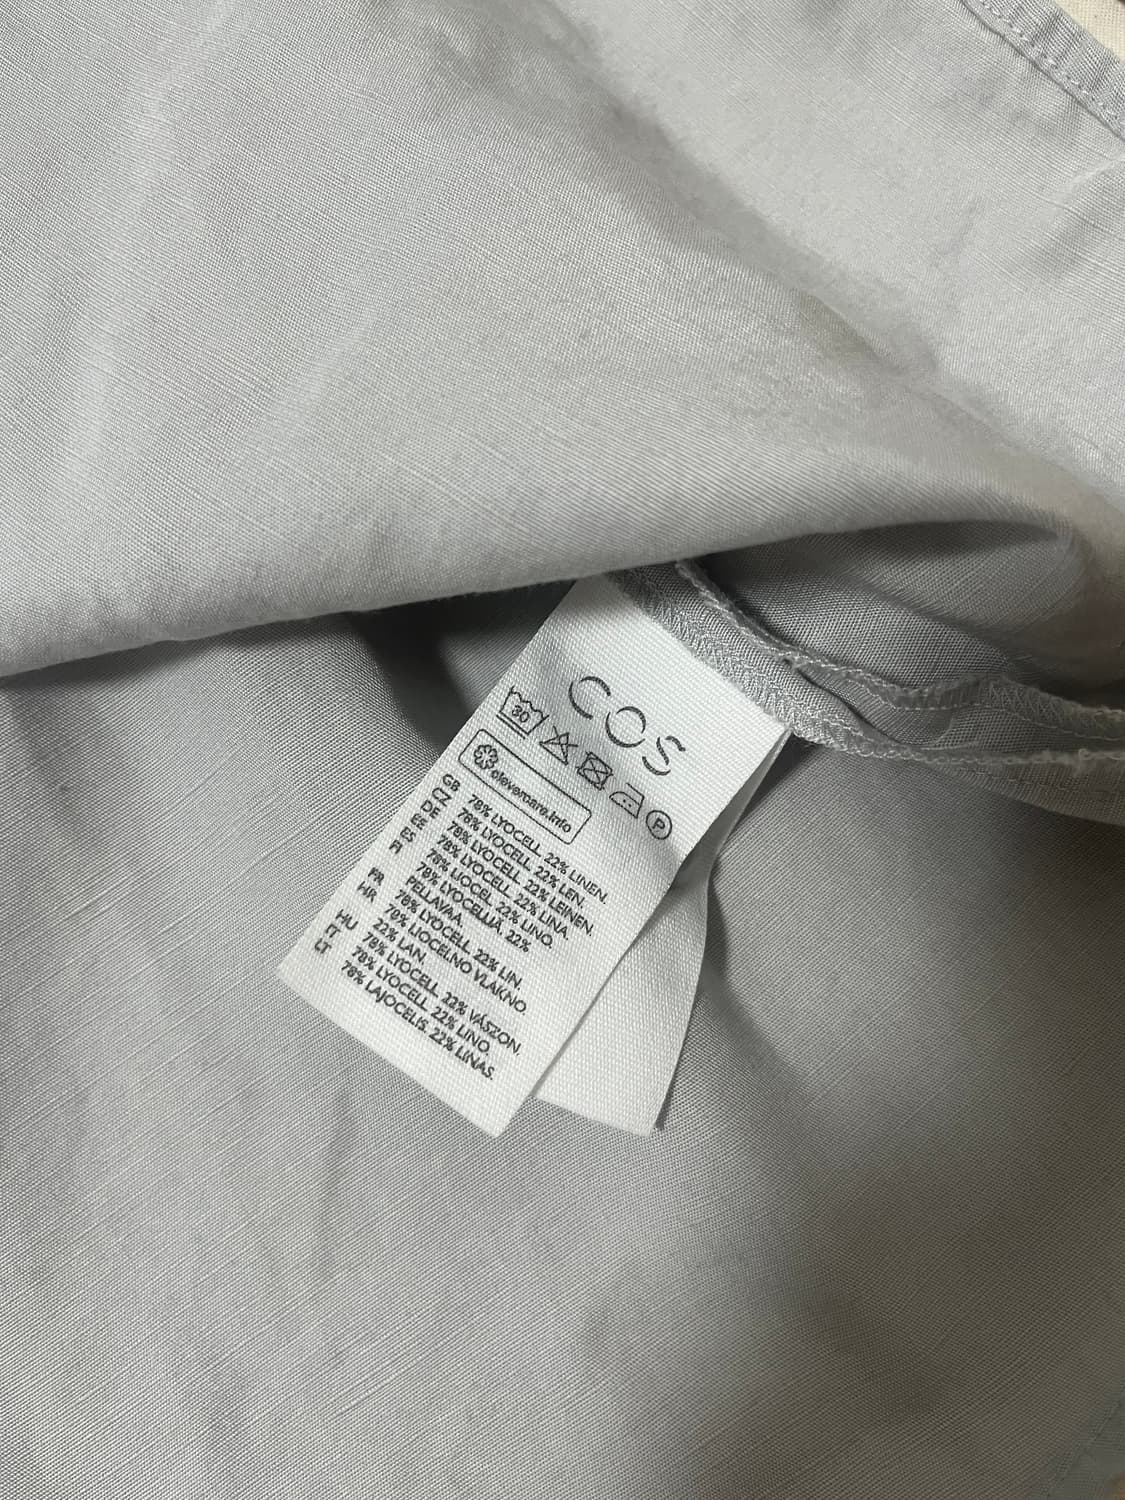 COS
30
P
clevercare.info
GB 78% LYOCELL. 22% LINEN.
CZ 78% LYOCELL. 22% LEN.
DE 78% LYOCELL. 22% LEINEN.
EE 78% LYOCELL. 22% LINA.
ES 78% LIOCEL. 22% LINO.
FI 78% LYOCELLIÄ. 22%
PELLAVAA.
FR 78% LYOCELL. 22% LIN.
HR 78% LIOCELNO VLAKNO.
22% LAN.
HU 78% LYOCELL. 22% VÁSZON.
IT 78% LYOCELL. 22% LINO.
LT 78% LAJOCELIS. 22% LINAS.